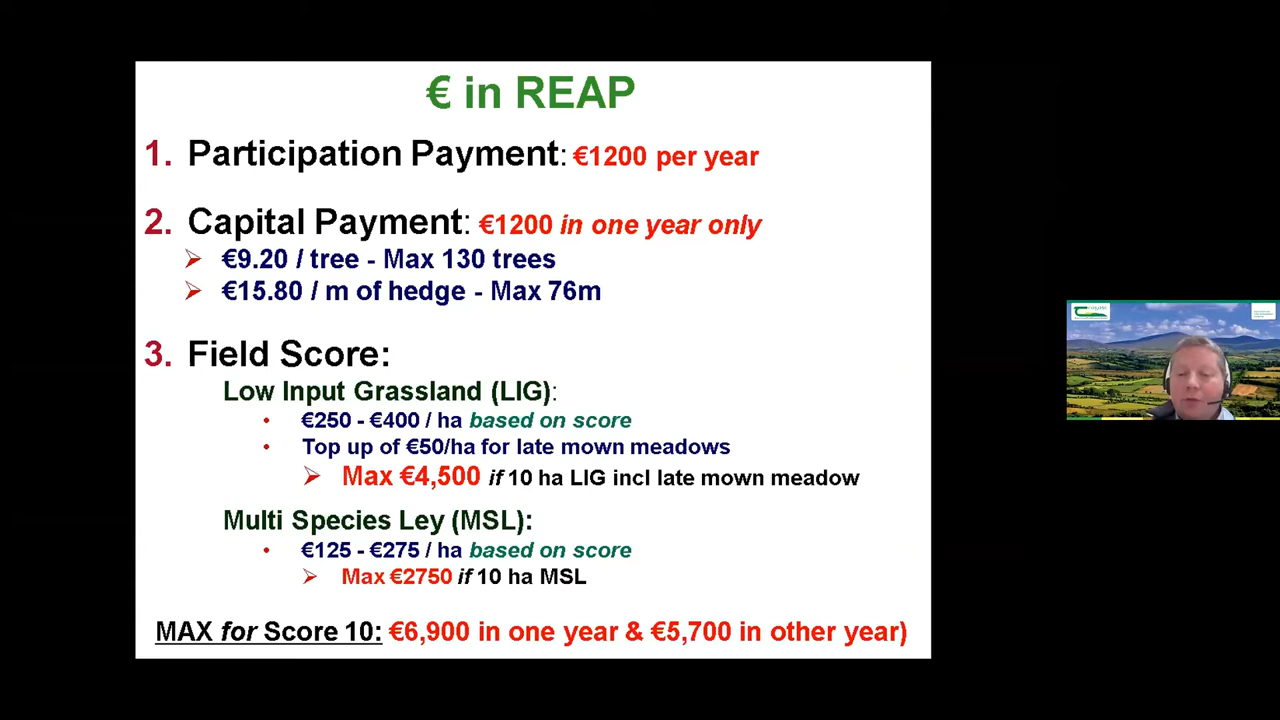 € in REAP
1. Participation Payment: €1200 per year
2. Capital Payment: €1200 in one year only
➢ €9.20 / tree - Max 130 trees
➢ €15.80 / m of hedge - Max 76m
3. Field Score:
Low Input Grassland (LIG):
• €250 - €400 / ha based on score
• Top up of €50/ha for late mown meadows
➢ Max €4,500 if 10 ha LIG incl late mown meadow
Multi Species Ley (MSL):
• €125 - €275 / ha based on score
➢ Max €2750 if 10 ha MSL
MAX for Score 10: €6,900 in one year & €5,700 in other year)